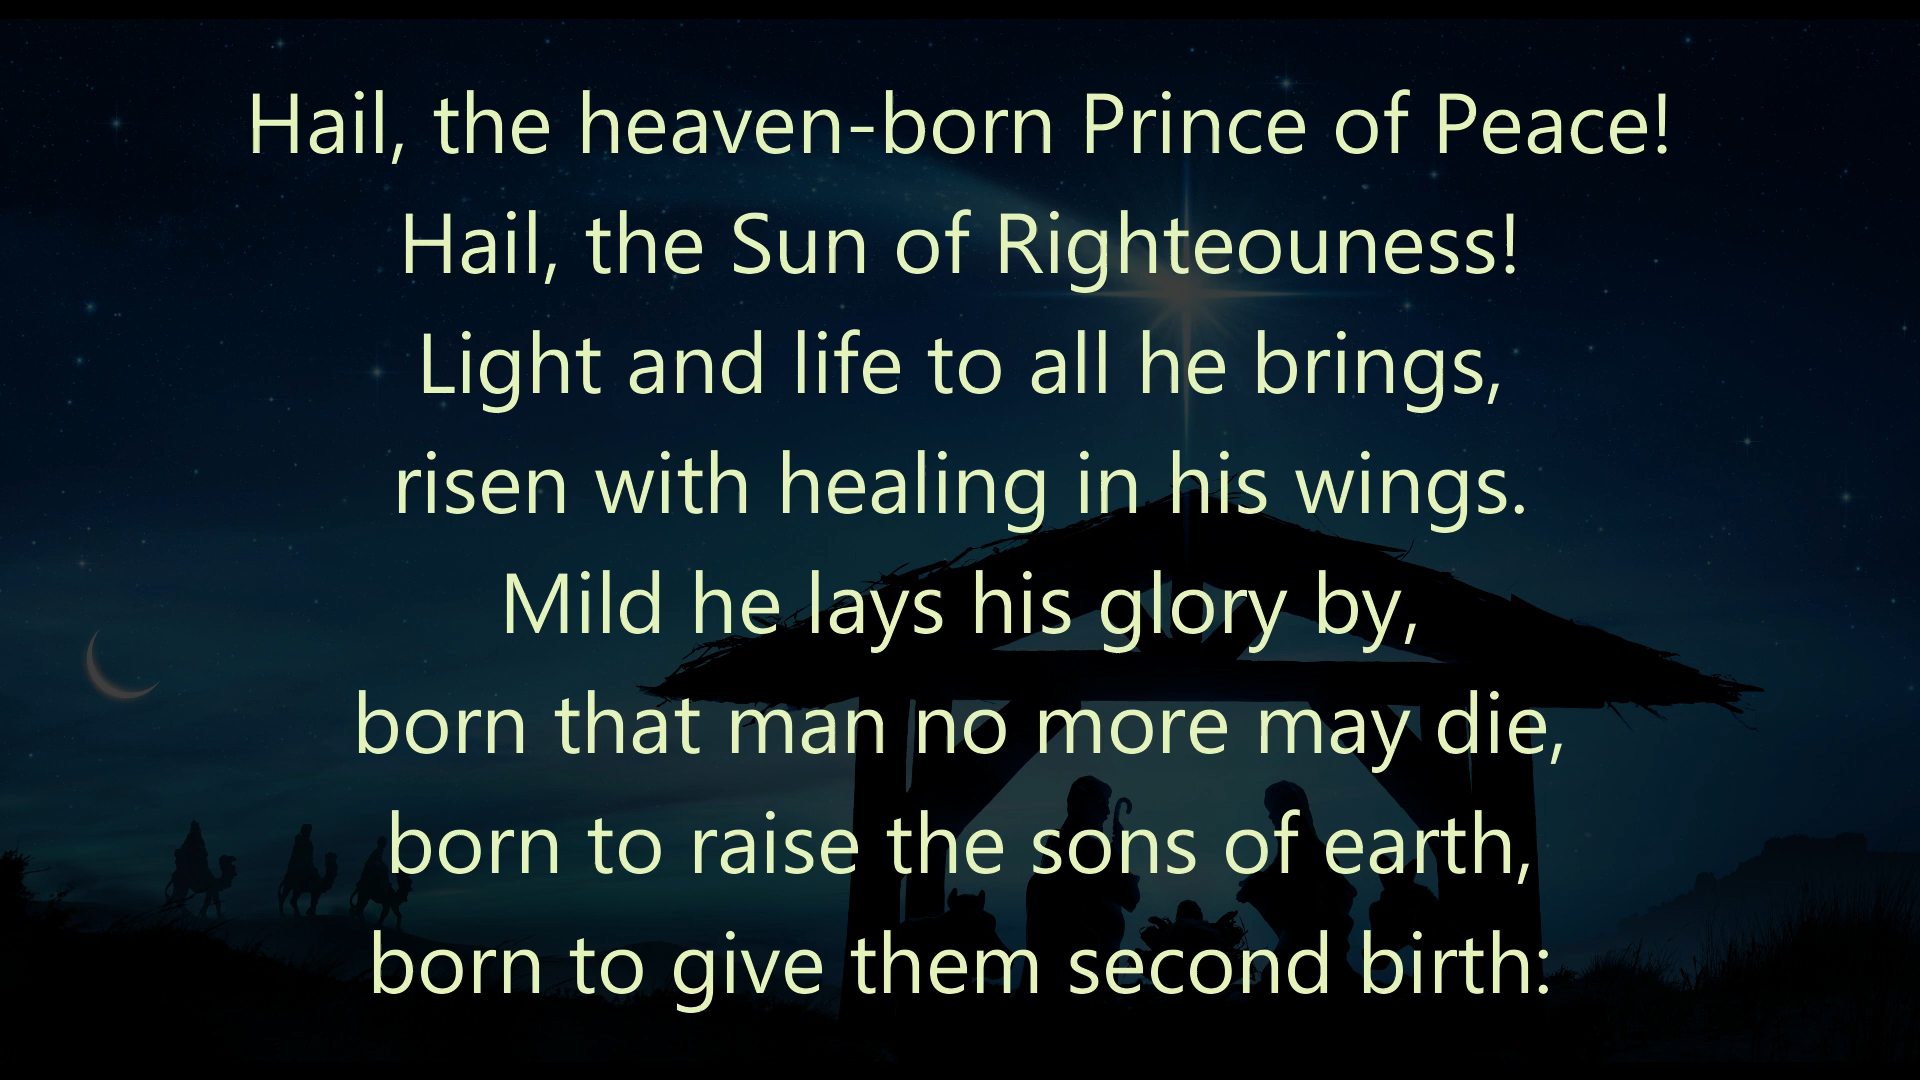 Hail, the heaven-born Prince of Peace!
Hail, the Sun of Righteouness!
Light and life to all he brings,
risen with healing in his wings.
Mild he lays his glory by,
born that man no more may die,
born to raise the sons of earth,
born to give them second birth: